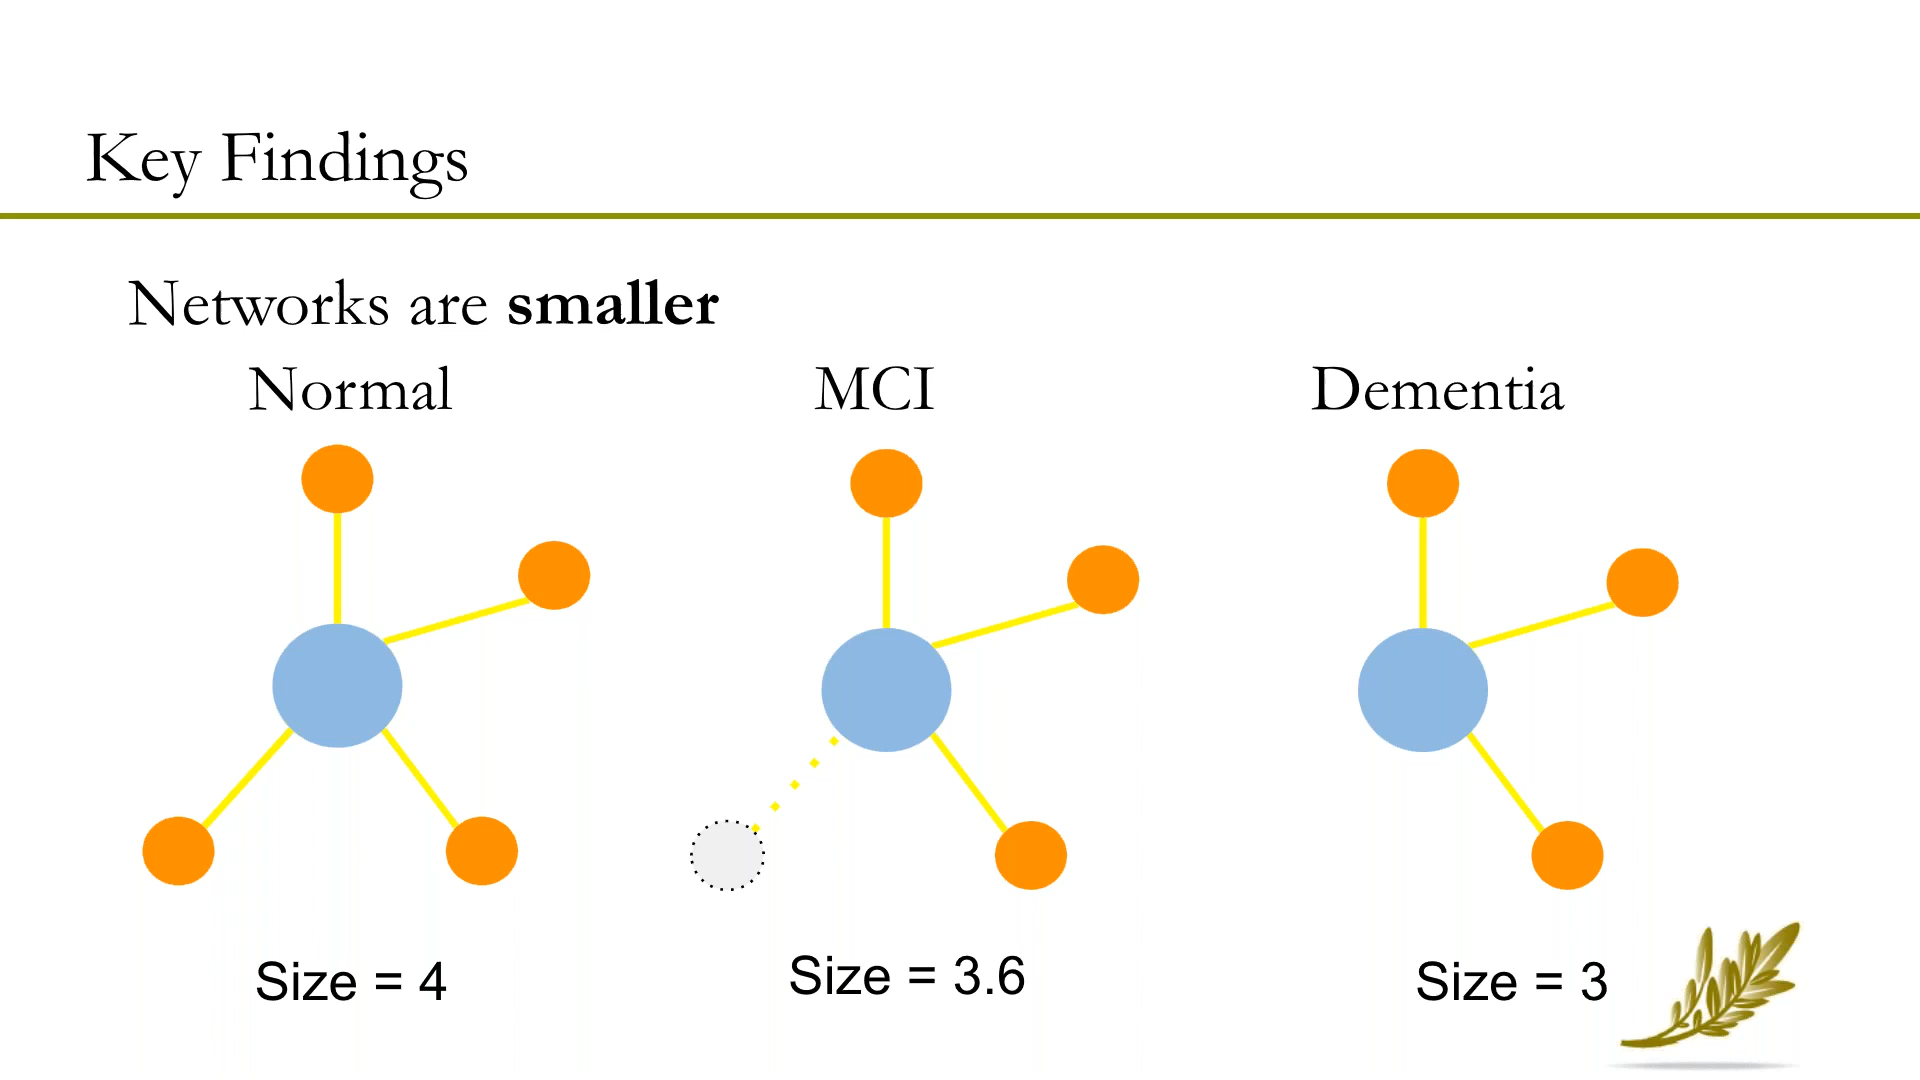 Key Findings
Networks are smaller
Normal
MCI
Dementia
Size = 4
Size = 3.6
Size = 3